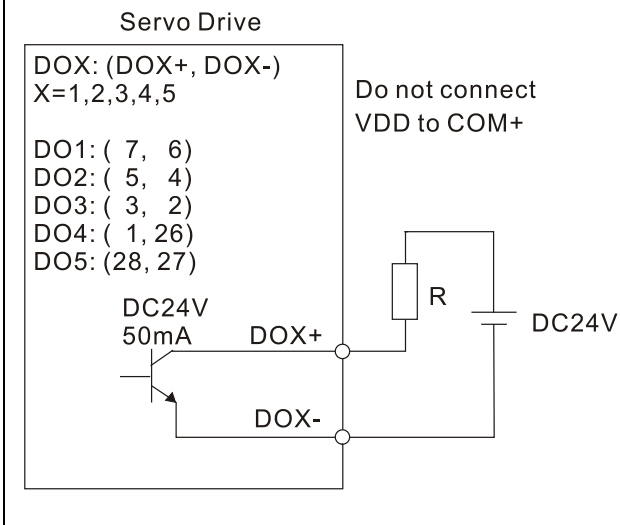 Servo Drive
DOX: (DOX+, DOX-)
X=1,2,3,4,5
Do not connect
VDD to COM+
DO1: ( 7, 6)
DO2: ( 5, 4)
DO3: ( 3, 2)
DO4: ( 1, 26)
DO5: (28, 27)
DC24V
50mA
DOX+
R
DC24V
DOX-